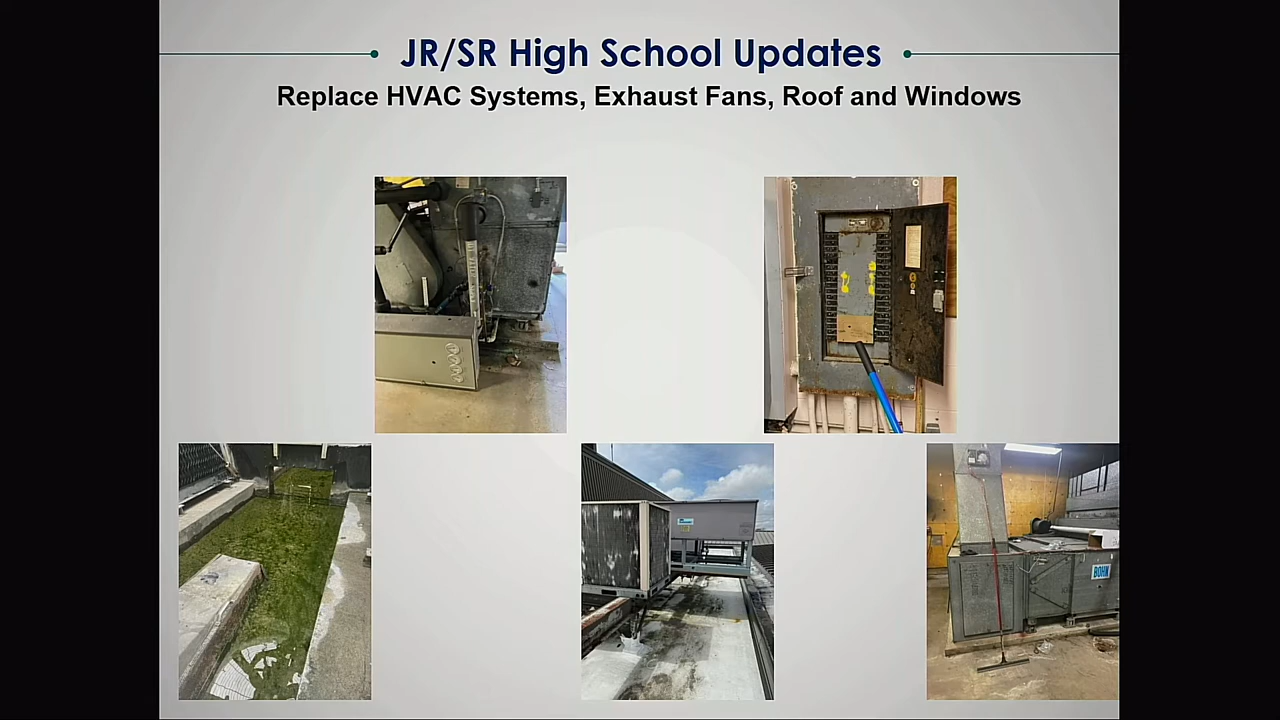 JR/SR High School Updates
Replace HVAC Systems, Exhaust Fans, Roof and Windows
BOHN